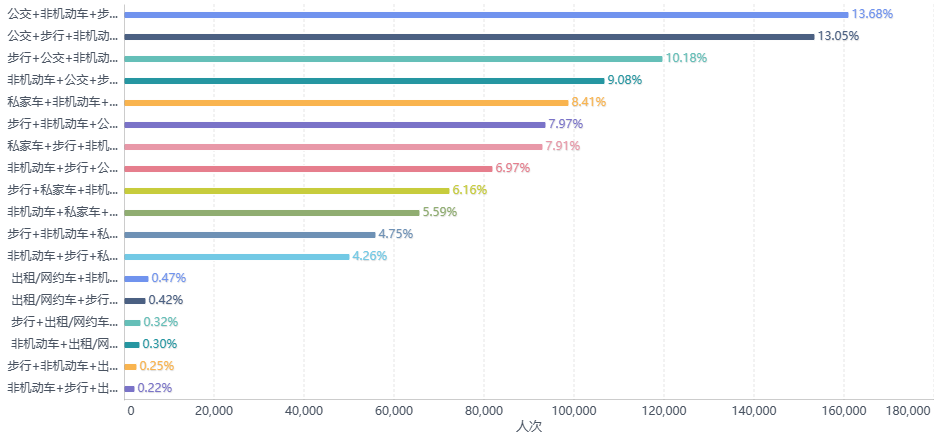 公交+非机动车+步... 13.68%
公交+步行+非机动... 13.05%
步行+公交+非机动... 10.18%
非机动车+公交+步... 9.08%
私家车+非机动车+... 8.41%
步行+非机动车+公... 7.97%
私家车+步行+非机... 7.91%
非机动车+步行+公... 6.97%
步行+私家车+非机... 6.16%
非机动车+私家车+... 5.59%
步行+非机动车+私... 4.75%
非机动车+步行+私... 4.26%
出租/网约车+非机... 0.47%
出租/网约车+步行... 0.42%
步行+出租/网约车... 0.32%
非机动车+出租/网... 0.30%
步行+非机动车+出... 0.25%
非机动车+步行+出... 0.22%
0 20,000 40,000 60,000 80,000 100,000 120,000 140,000 160,000 180,000
人次